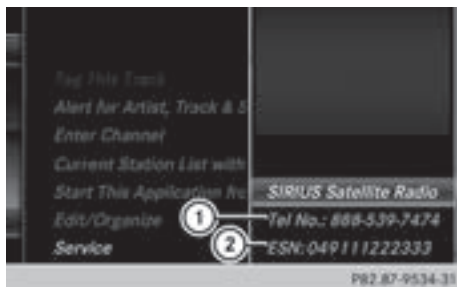 Tag This Track
Alert for Artist, Track & S
Enter Channel
Current Station List with
Start This Application fro
Edit/Organize
Service
SIRIUS Satellite Radio
1
Tel No.: 888-539-7474
2
ESN: 049111222333
P82.87-9534-31